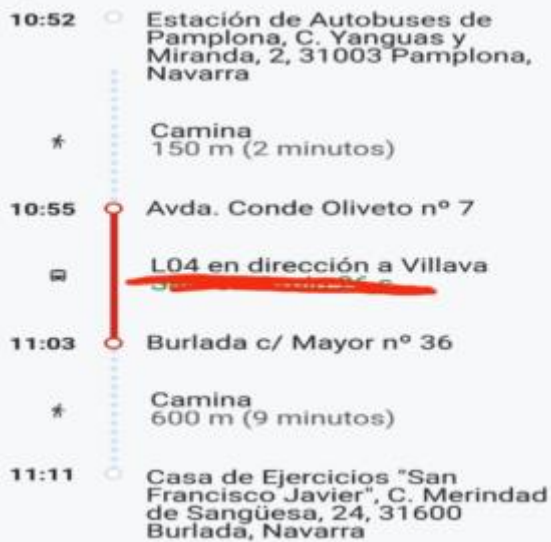 10:52
Estación de Autobuses de
Pamplona, C. Yanguas y
Miranda, 2, 31003 Pamplona,
Navarra
Camina
150 m (2 minutos)
10:55
Avda. Conde Oliveto nº 7
L04 en dirección a Villava
11:03
Burlada c/ Mayor nº 36
Camina
600 m (9 minutos)
11:11
Casa de Ejercicios "San
Francisco Javier", C. Merindad
de Sangüesa, 24, 31600
Burlada, Navarra